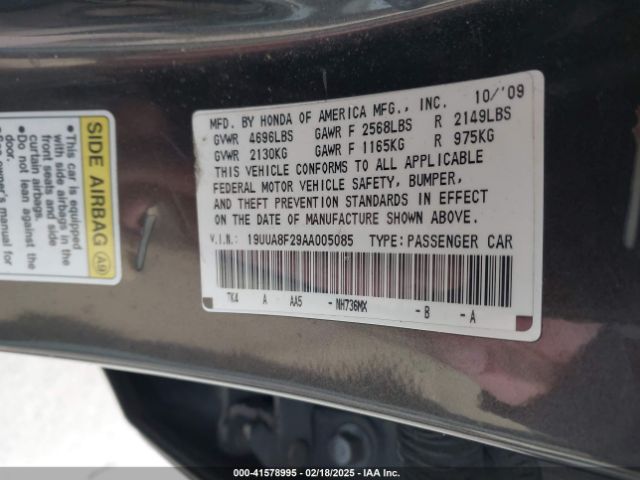 SIDE AIRBAG A9
•This car is equipped
with side airbags in the
front seats and side
curtain airbags.
•Do not lean against the
door.
owner's manual for
MFD. BY HONDA OF AMERICA MFG., INC. 10/'09
GVWR 4696LBS GAWR F 2568LBS R 2149LBS
GVWR 2130KG GAWR F 1165KG R 975KG
THIS VEHICLE CONFORMS TO ALL APPLICABLE
FEDERAL MOTOR VEHICLE SAFETY, BUMPER,
AND THEFT PREVENTION STANDARDS IN EFFECT
ON THE DATE OF MANUFACTURE SHOWN ABOVE.
V.I.N.: 19UUA8F29AA005085 TYPE: PASSENGER CAR
TK4 A AA5 -NH736MX -B -A
000-41578995 - 02/18/2025 - IAA Inc.